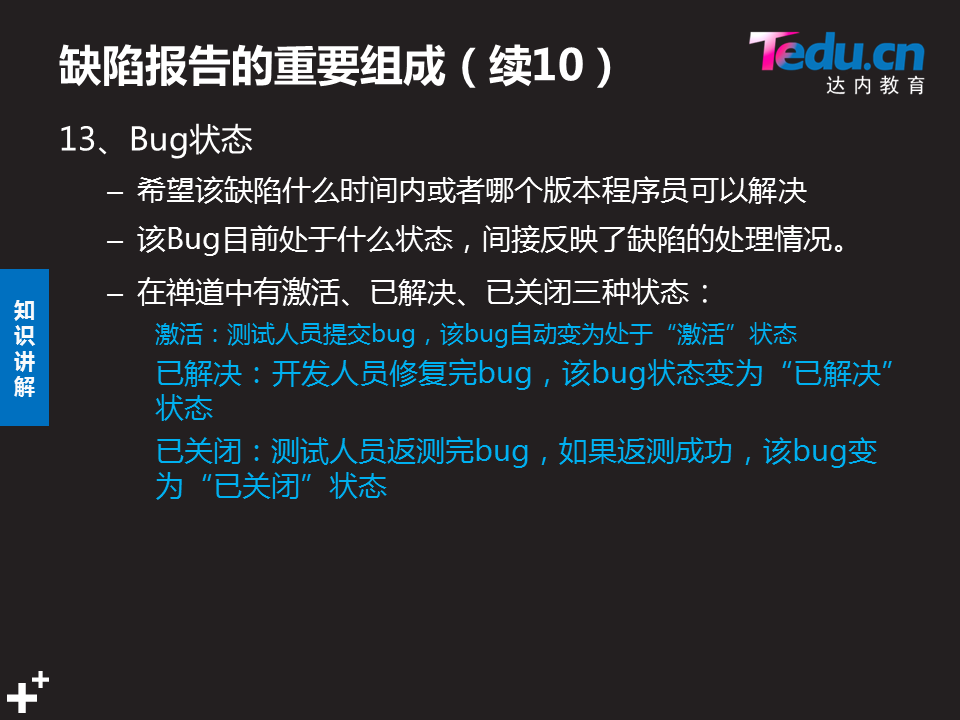 缺陷报告的重要组成（续10）
Tedu.cn
达内教育
13、Bug状态
– 希望该缺陷什么时间内或者哪个版本程序员可以解决
– 该Bug目前处于什么状态，间接反映了缺陷的处理情况。
– 在禅道中有激活、已解决、已关闭三种状态：
激活：测试人员提交bug，该bug自动变为处于“激活”状态
已解决：开发人员修复完bug，该bug状态变为“已解决”
状态
已关闭：测试人员返测完bug，如果返测成功，该bug变
为“已关闭”状态
知
识
讲
解